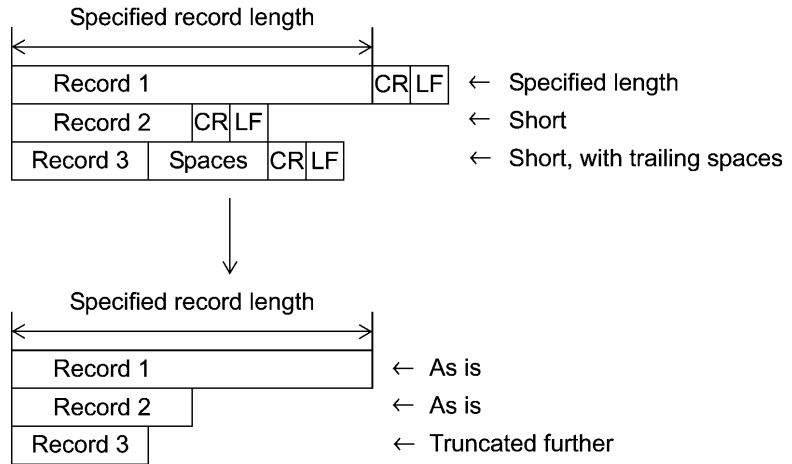 Specified record length
Record 1 CR LF ← Specified length
Record 2 CR LF ← Short
Record 3 Spaces CR LF ← Short, with trailing spaces
Specified record length
Record 1 ← As is
Record 2 ← As is
Record 3 ← Truncated further